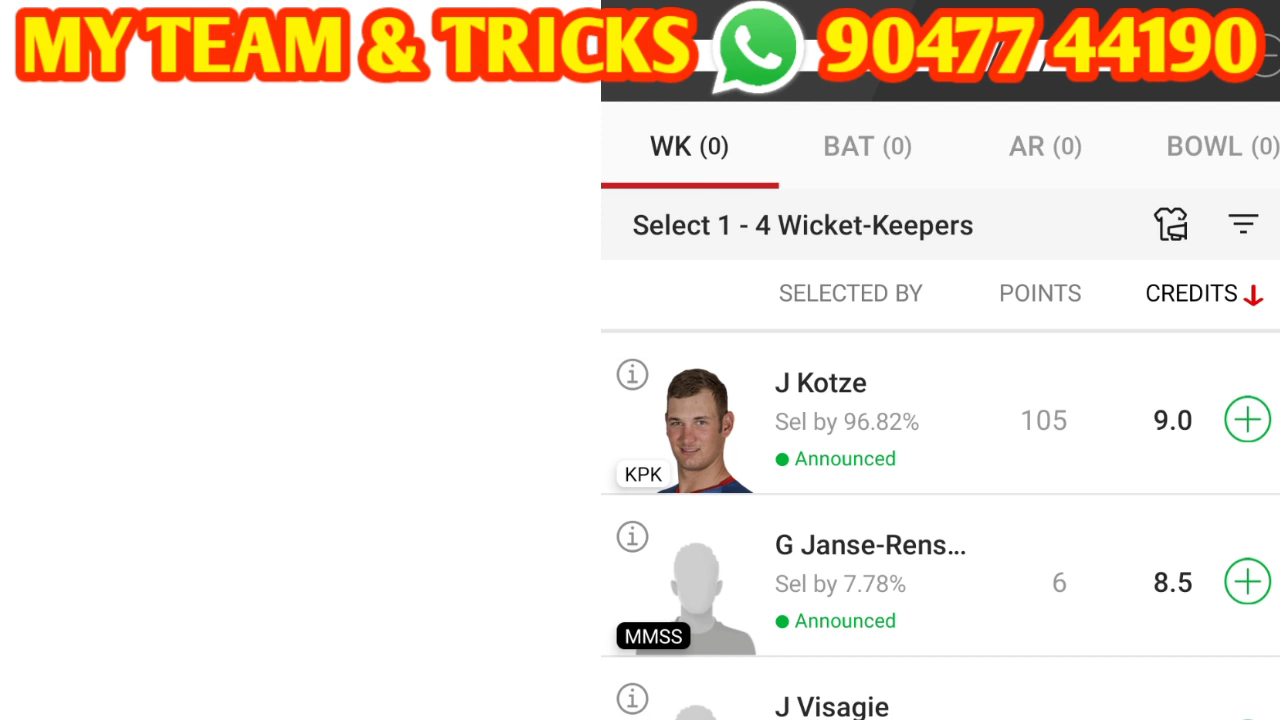 MY TEAM & TRICKS 90477 44190
WK (0) BAT (0) AR (0) BOWL (0)
Select 1 - 4 Wicket-Keepers
SELECTED BY POINTS CREDITS
J Kotze
Sel by 96.82% 105 9.0
Announced
KPK
G Janse-Rens...
Sel by 7.78% 6 8.5
Announced
MMSS
J Visagie